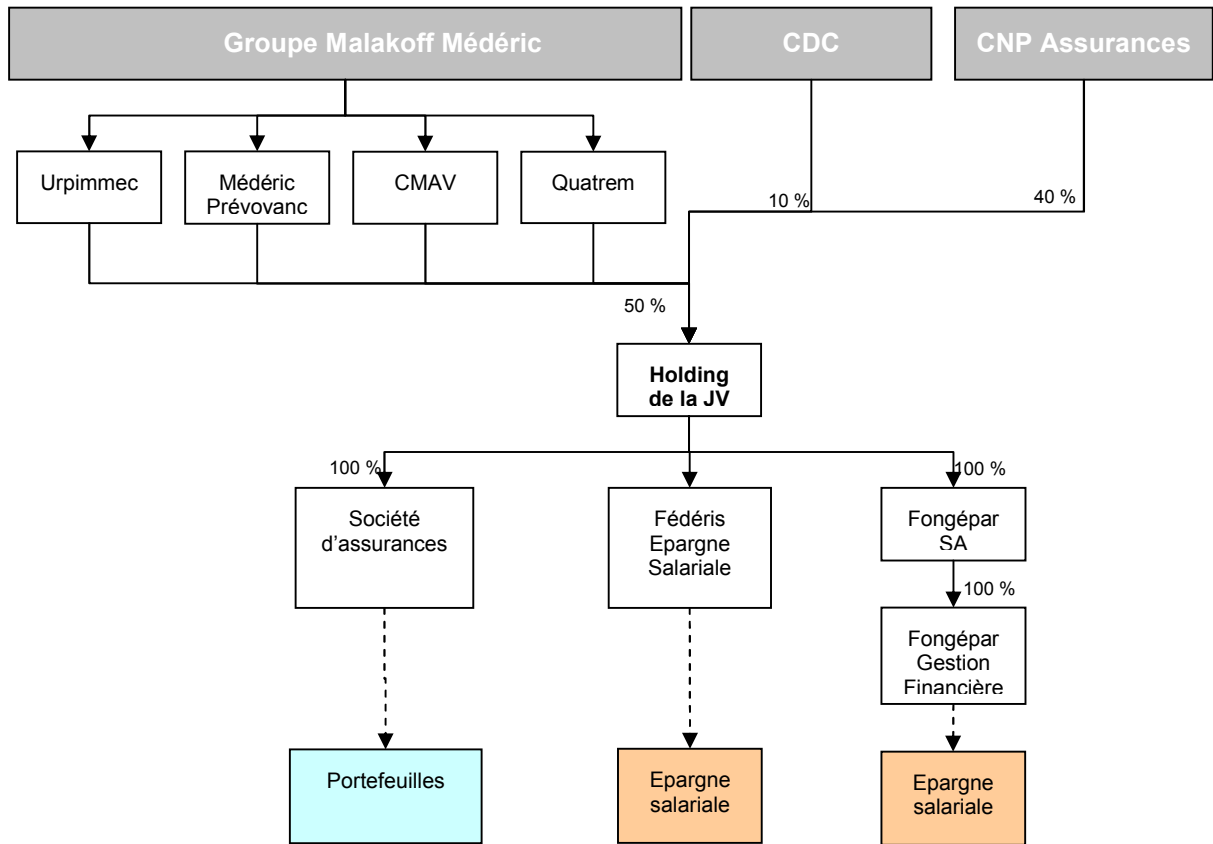 Groupe Malakoff Médéric
CDC
CNP Assurances
Urpimmec
Médéric
Prévovanc
CMAV
Quatrem
10 %
40 %
50 %
Holding
de la JV
100 %
100 %
Société
d'assurances
Fédéris
Epargne
Salariale
Fongépar
SA
100 %
Fongépar
Gestion
Financière
Portefeuilles
Epargne
salariale
Epargne
salariale